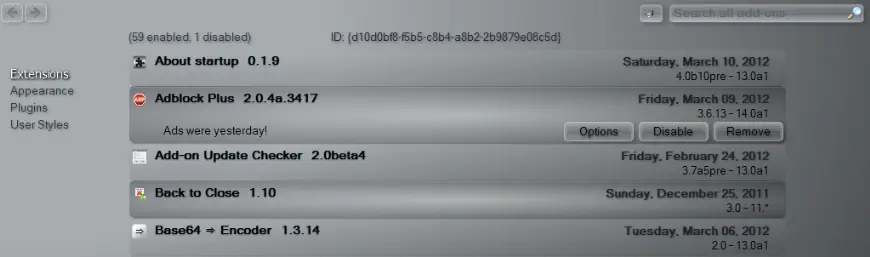 Search all add-ons
(59 enabled, 1 disabled) ID: {d10d0bf8-f5b5-c8b4-a8b2-2b9879e08c5d}
Extensions
Appearance
Plugins
User Styles
About startup 0.1.9 Saturday, March 10, 2012
4.0b10pre - 13.0a1
Adblock Plus 2.0.4a.3417 Friday, March 09, 2012
3.6.13 - 14.0a1
Ads were yesterday! Options Disable Remove
Add-on Update Checker 2.0beta4 Friday, February 24, 2012
3.7a5pre - 13.0a1
Back to Close 1.10 Sunday, December 25, 2011
3.0 - 11.*
Base64 ⇒ Encoder 1.3.14 Tuesday, March 06, 2012
2.0 - 13.0a1